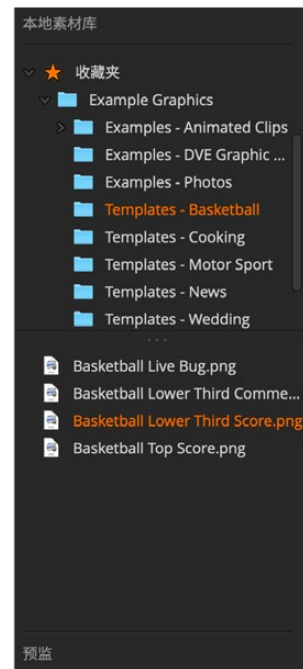 本地素材库
收藏夹
Example Graphics
Examples - Animated Clips
Examples - DVE Graphic ...
Examples - Photos
Templates - Basketball
Templates - Cooking
Templates - Motor Sport
Templates - News
Templates - Wedding
Basketball Live Bug.png
Basketball Lower Third Comme...
Basketball Lower Third Score.png
Basketball Top Score.png
预监